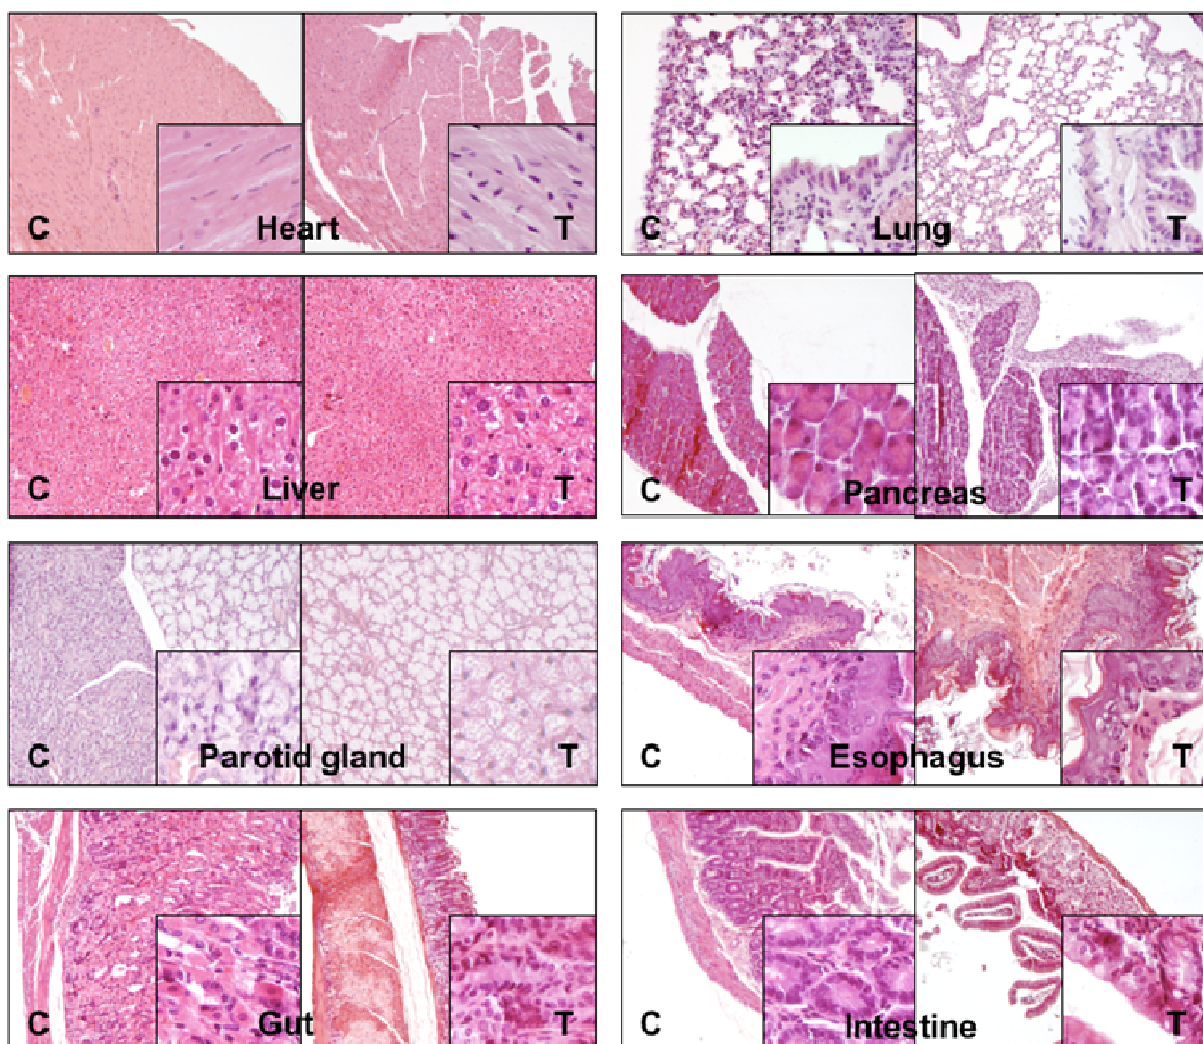 C Heart T
C Lung T
C Liver T
C Pancreas T
C Parotid gland T
C Esophagus T
C Gut T
C Intestine T